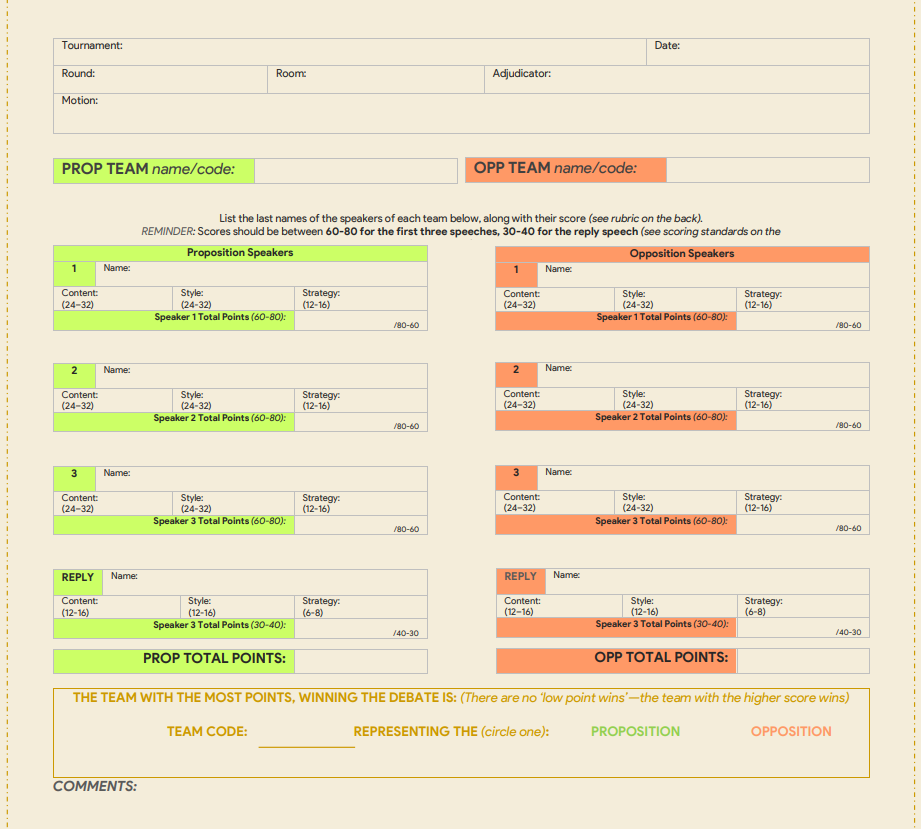 Tournament: Date:
Round: Room: Adjudicator:
Motion:
PROP TEAM name/code: OPP TEAM name/code:
List the last names of the speakers of each team below, along with their score (see rubric on the back).
REMINDER: Scores should be between 60-80 for the first three speeches, 30-40 for the reply speech (see scoring standards on the
Proposition Speakers
1 Name:
Content: Style: Strategy:
(24–32) (24-32) (12-16)
Speaker 1 Total Points (60-80):
/80-60
2 Name:
Content: Style: Strategy:
(24–32) (24-32) (12-16)
Speaker 2 Total Points (60-80):
/80-60
3 Name:
Content: Style: Strategy:
(24–32) (24-32) (12-16)
Speaker 3 Total Points (60-80):
/80-60
REPLY Name:
Content: Style: Strategy:
(12-16) (12-16) (6-8)
Speaker 3 Total Points (30-40):
/40-30
PROP TOTAL POINTS:
Opposition Speakers
1 Name:
Content: Style: Strategy:
(24–32) (24-32) (12-16)
Speaker 1 Total Points (60-80):
/80-60
2 Name:
Content: Style: Strategy:
(24–32) (24-32) (12-16)
Speaker 2 Total Points (60-80):
/80-60
3 Name:
Content: Style: Strategy:
(24–32) (24-32) (12-16)
Speaker 3 Total Points (60-80):
/80-60
REPLY Name:
Content: Style: Strategy:
(12–16) (12-16) (6-8)
Speaker 3 Total Points (30-40):
/40-30
OPP TOTAL POINTS:
THE TEAM WITH THE MOST POINTS, WINNING THE DEBATE IS: (There are no ‘low point wins’—the team with the higher score wins)
TEAM CODE: ____________ REPRESENTING THE (circle one): PROPOSITION OPPOSITION
COMMENTS: